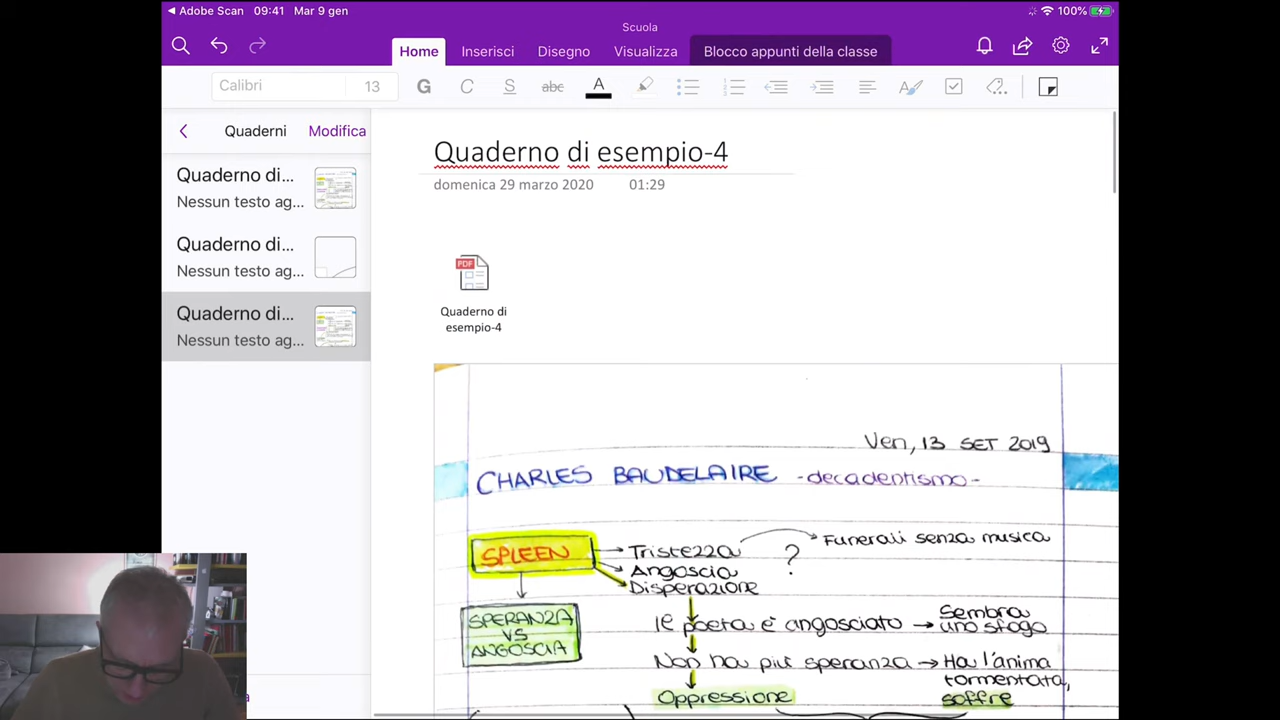 Adobe Scan 09:41 Mar 9 gen 100%
Scuola
Home Inserisci Disegno Visualizza Blocco appunti della classe
Calibri 13 G C S abc A
Quaderni Modifica
Quaderno di...
Nessun testo ag...
Quaderno di...
Nessun testo ag...
Quaderno di...
Nessun testo ag...
Quaderno di esempio-4
domenica 29 marzo 2020 01:29
PDF
Quaderno di
esempio-4
Ven, 13 SET 2019
CHARLES BAUDELAIRE -decadentismo-
SPLEEN Tristezza ? Funerali senza musica
Angoscia
Disperazione
SPERANZA
VS
ANGOSCIA
Il poeta è angosciato Sembra
uno sfogo
Non ha più speranza Ha l'anima
tormentata,
Oppressione soffre